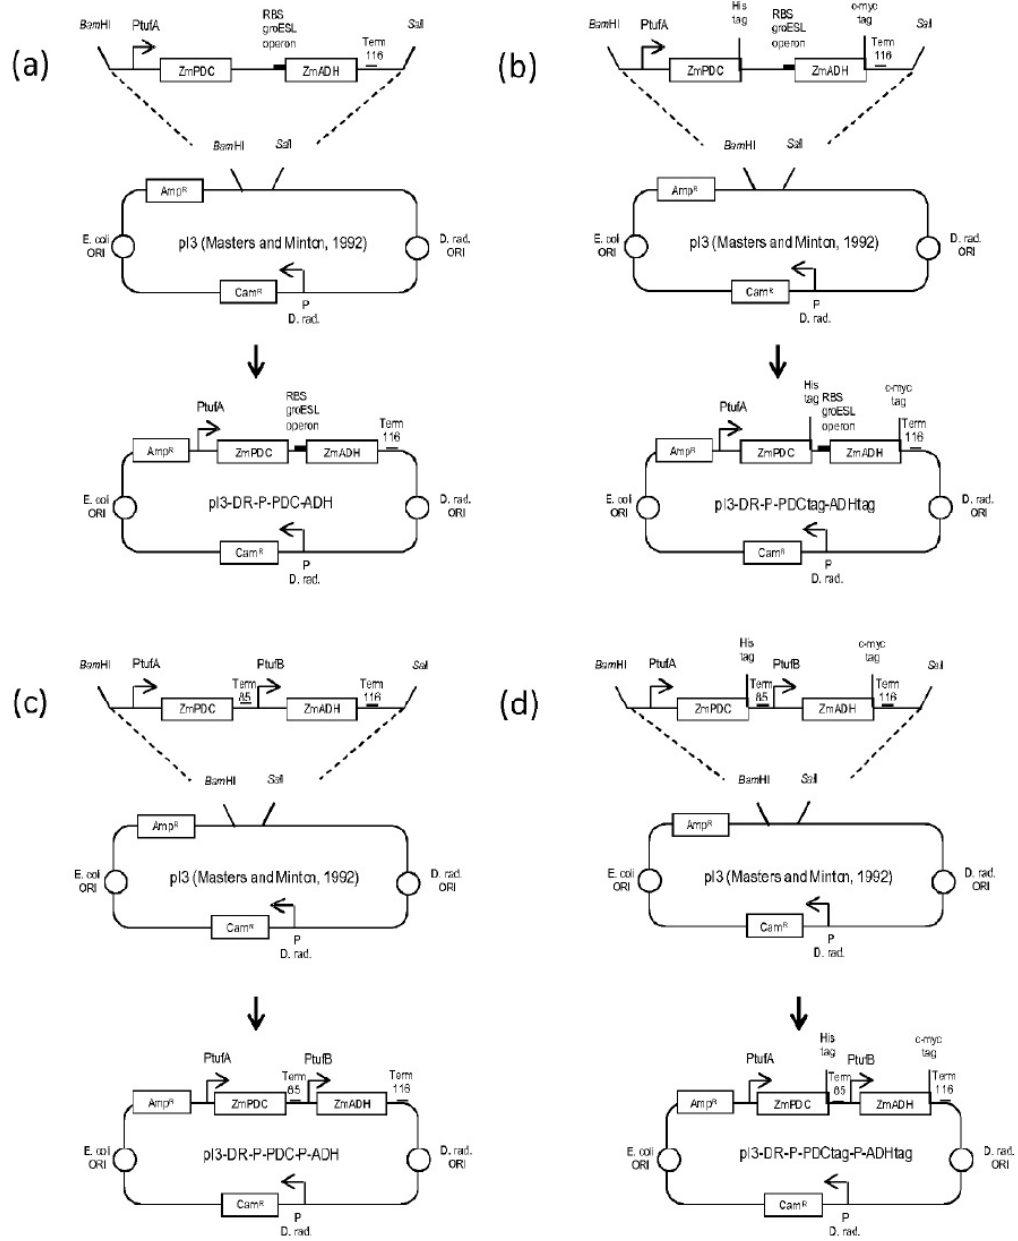 (a)
BamHI
PtufA
RBS
groESL
operon
Term
116
SalI
ZmPDC
ZmADH
BamHI
SalI
AmpR
E. coli
ORI
pI3 (Masters and Minton, 1992)
D. rad.
ORI
CamR
P
D. rad.
PtufA
RBS
groESL
operon
Term
116
AmpR
ZmPDC
ZmADH
E. coli
ORI
pI3-DR-P-PDC-ADH
D. rad.
ORI
CamR
P
D. rad.
(b)
BamHI
PtufA
His
tag
RBS
groESL
operon
c-myc
tag
Term
116
SalI
ZmPDC
ZmADH
BamHI
SalI
AmpR
E. coli
ORI
pI3 (Masters and Minton, 1992)
D. rad.
ORI
CamR
P
D. rad.
PtufA
His
tag
RBS
groESL
operon
c-myc
tag
Term
116
AmpR
ZmPDC
ZmADH
E. coli
ORI
pI3-DR-P-PDCtag-ADHtag
D. rad.
ORI
CamR
P
D. rad.
(c)
BamHI
PtufA
Term
85
PtufB
Term
116
SalI
ZmPDC
ZmADH
BamHI
SalI
AmpR
E. coli
ORI
pI3 (Masters and Minton, 1992)
D. rad.
ORI
CamR
P
D. rad.
PtufA
Term
85
PtufB
Term
116
AmpR
ZmPDC
ZmADH
E. coli
ORI
pI3-DR-P-PDC-P-ADH
D. rad.
ORI
CamR
P
D. rad.
(d)
BamHI
PtufA
His
tag
Term
85
PtufB
c-myc
tag
Term
116
SalI
ZmPDC
ZmADH
BamHI
SalI
AmpR
E. coli
ORI
pI3 (Masters and Minton, 1992)
D. rad.
ORI
CamR
P
D. rad.
PtufA
His
tag
Term
85
PtufB
c-myc
tag
Term
116
AmpR
ZmPDC
ZmADH
E. coli
ORI
pI3-DR-P-PDCtag-P-ADHtag
D. rad.
ORI
CamR
P
D. rad.